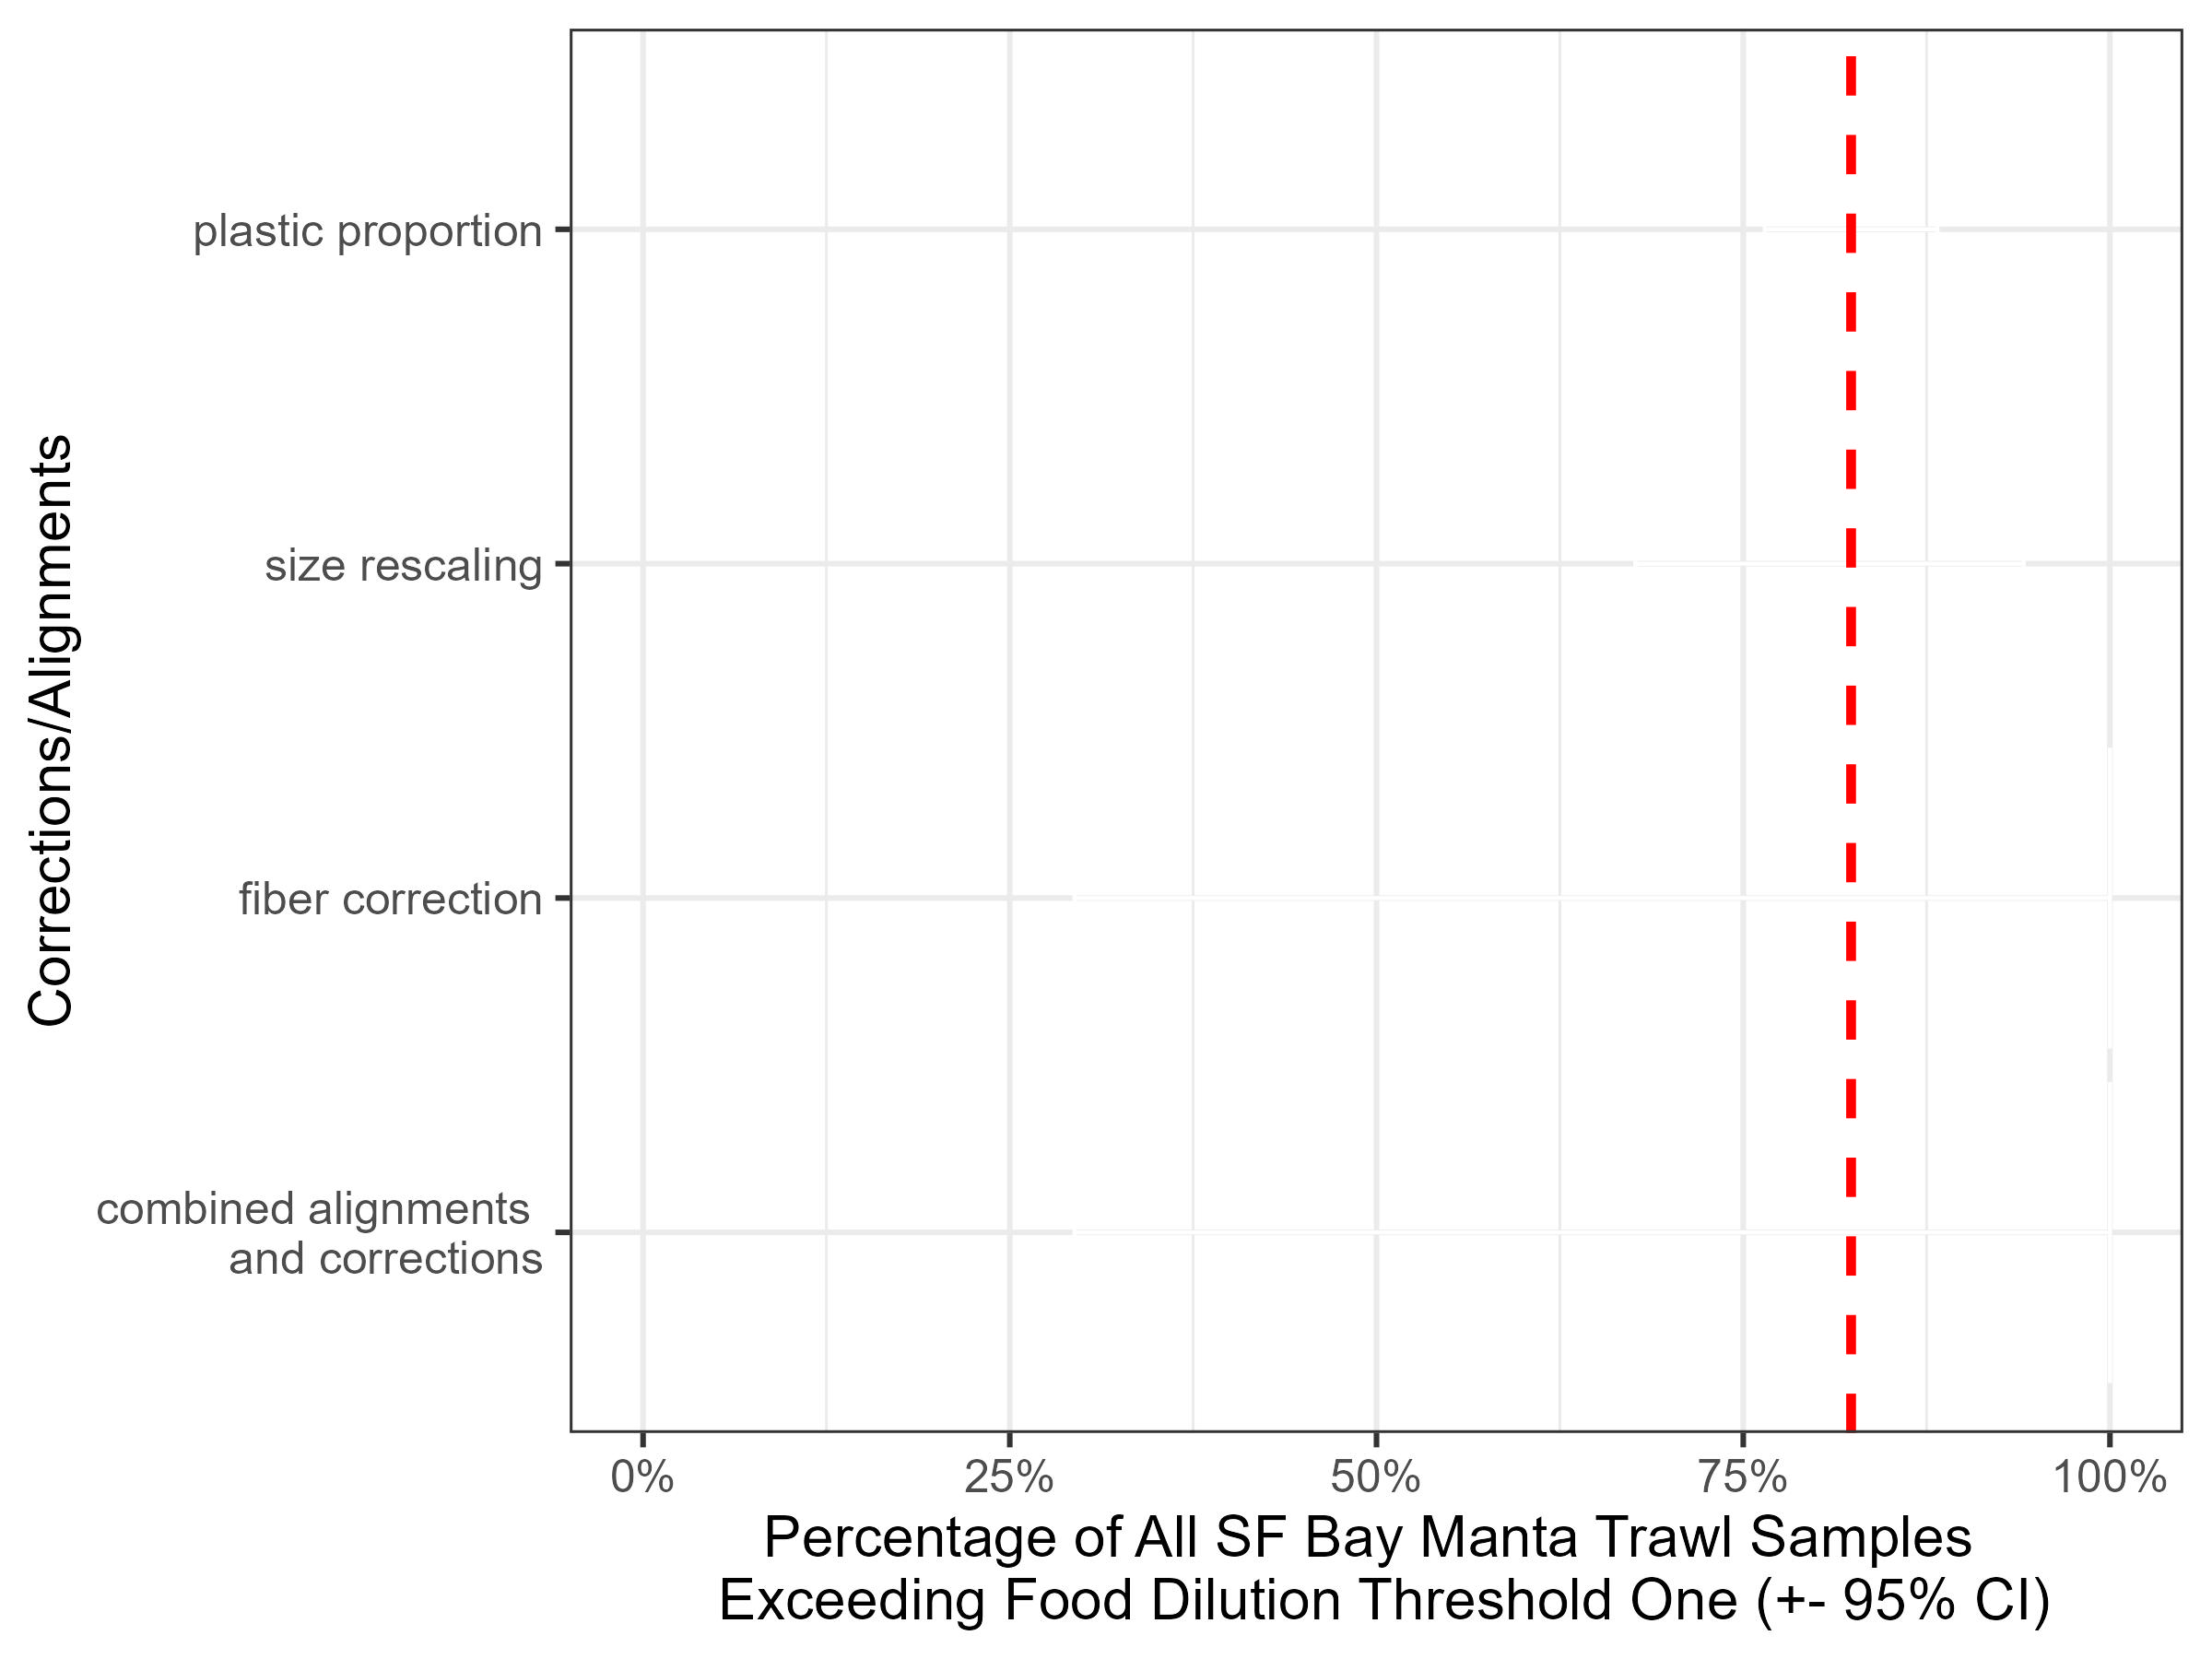 Corrections/Alignments
plastic proportion
size rescaling
fiber correction
combined alignments
and corrections
0% 25% 50% 75% 100%
Percentage of All SF Bay Manta Trawl Samples
Exceeding Food Dilution Threshold One (+- 95% CI)